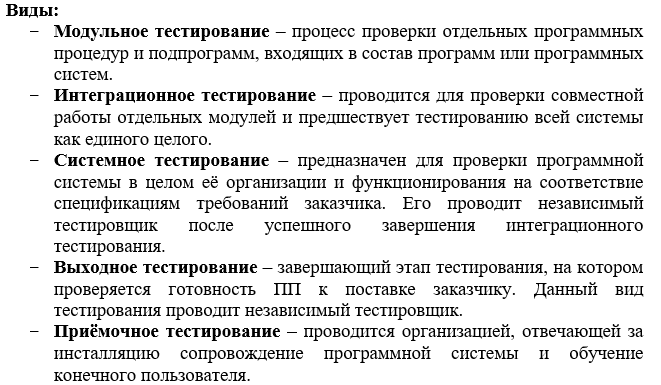 Виды:
− Модульное тестирование – процесс проверки отдельных программных
процедур и подпрограмм, входящих в состав программ или программных
систем.
− Интеграционное тестирование – проводится для проверки совместной
работы отдельных модулей и предшествует тестированию всей системы
как единого целого.
− Системное тестирование – предназначен для проверки программной
системы в целом её организации и функционирования на соответствие
спецификациям требований заказчика. Его проводит независимый
тестировщик после успешного завершения интеграционного
тестирования.
− Выходное тестирование – завершающий этап тестирования, на котором
проверяется готовность ПП к поставке заказчику. Данный вид
тестирования проводит независимый тестировщик.
− Приёмочное тестирование – проводится организацией, отвечающей за
инсталляцию сопровождение программной системы и обучение
конечного пользователя.